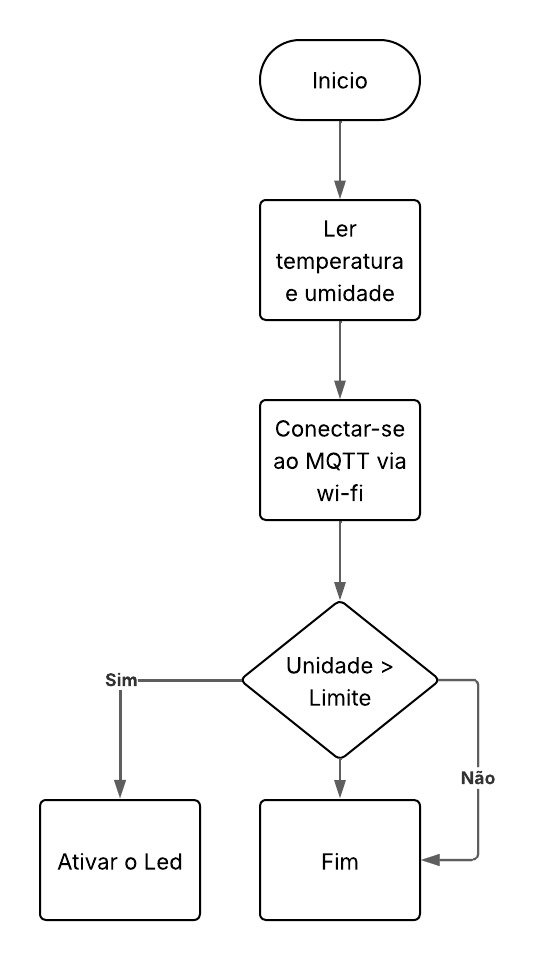 Inicio
Ler
temperatura
e umidade
Conectar-se
ao MQTT via
wi-fi
Unidade >
Limite
Sim
Não
Ativar o Led
Fim